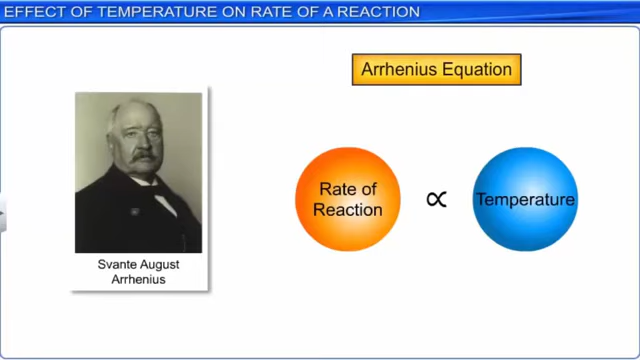 EFFECT OF TEMPERATURE ON RATE OF A REACTION
Arrhenius Equation
Rate of
Reaction
∝
Temperature
Svante August
Arrhenius